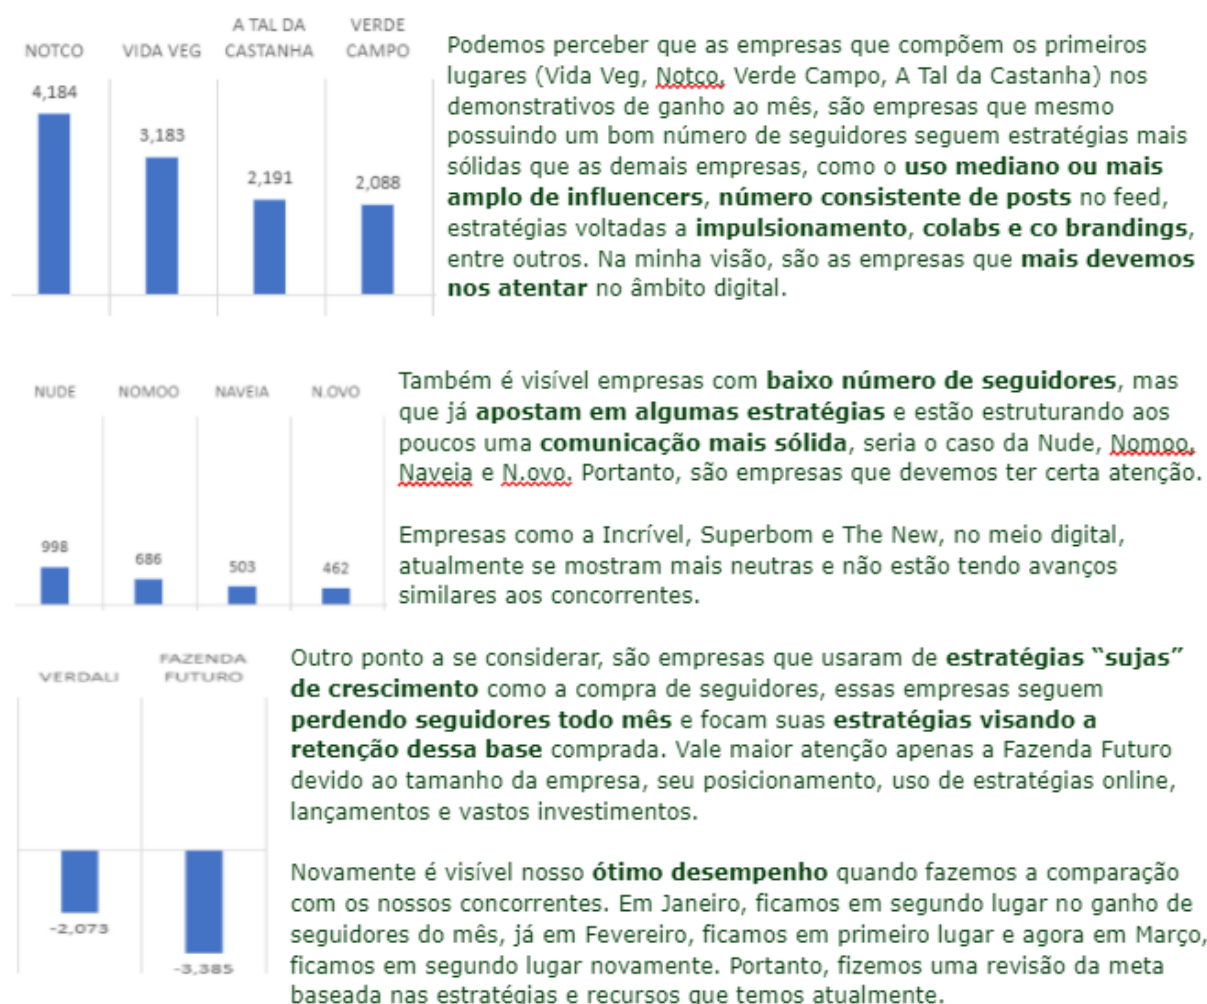 NOTCO VIDA VEG A TAL DA CASTANHA VERDE CAMPO
4,184
3,183
2,191
2,088
Podemos perceber que as empresas que compõem os primeiros
lugares (Vida Veg, Notco, Verde Campo, A Tal da Castanha) nos
demonstrativos de ganho ao mês, são empresas que mesmo
possuindo um bom número de seguidores seguem estratégias mais
sólidas que as demais empresas, como o uso mediano ou mais
amplo de influencers, número consistente de posts no feed,
estratégias voltadas a impulsionamento, colabs e co brandings,
entre outros. Na minha visão, são as empresas que mais devemos
nos atentar no âmbito digital.
NUDE NOMOO NAVEIA N.OVO
998
686
503
462
Também é visível empresas com baixo número de seguidores, mas
que já apostam em algumas estratégias e estão estruturando aos
poucos uma comunicação mais sólida, seria o caso da Nude, Nomoo,
Naveia e N.ovo. Portanto, são empresas que devemos ter certa atenção.
Empresas como a Incrível, Superbom e The New, no meio digital,
atualmente se mostram mais neutras e não estão tendo avanços
similares aos concorrentes.
VERDALI FAZENDA FUTURO
-2,073
-3,385
Outro ponto a se considerar, são empresas que usaram de estratégias “sujas”
de crescimento como a compra de seguidores, essas empresas seguem
perdendo seguidores todo mês e focam suas estratégias visando a
retenção dessa base comprada. Vale maior atenção apenas a Fazenda Futuro
devido ao tamanho da empresa, seu posicionamento, uso de estratégias online,
lançamentos e vastos investimentos.
Novamente é visível nosso ótimo desempenho quando fazemos a comparação
com os nossos concorrentes. Em Janeiro, ficamos em segundo lugar no ganho de
seguidores do mês, já em Fevereiro, ficamos em primeiro lugar e agora em Março,
ficamos em segundo lugar novamente. Portanto, fizemos uma revisão da meta
baseada nas estratégias e recursos que temos atualmente.